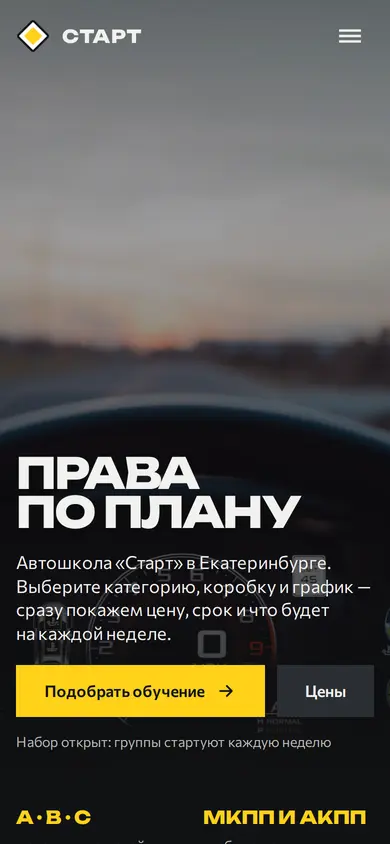 СТАРТ
ПРАВА
ПО ПЛАНУ
Автошкола «Старт» в Екатеринбурге.
Выберите категорию, коробку и график —
сразу покажем цену, срок и что будет
на каждой неделе.
Подобрать обучение →
Цены
Набор открыт: группы стартуют каждую неделю
А·В·С
МКПП И АКПП